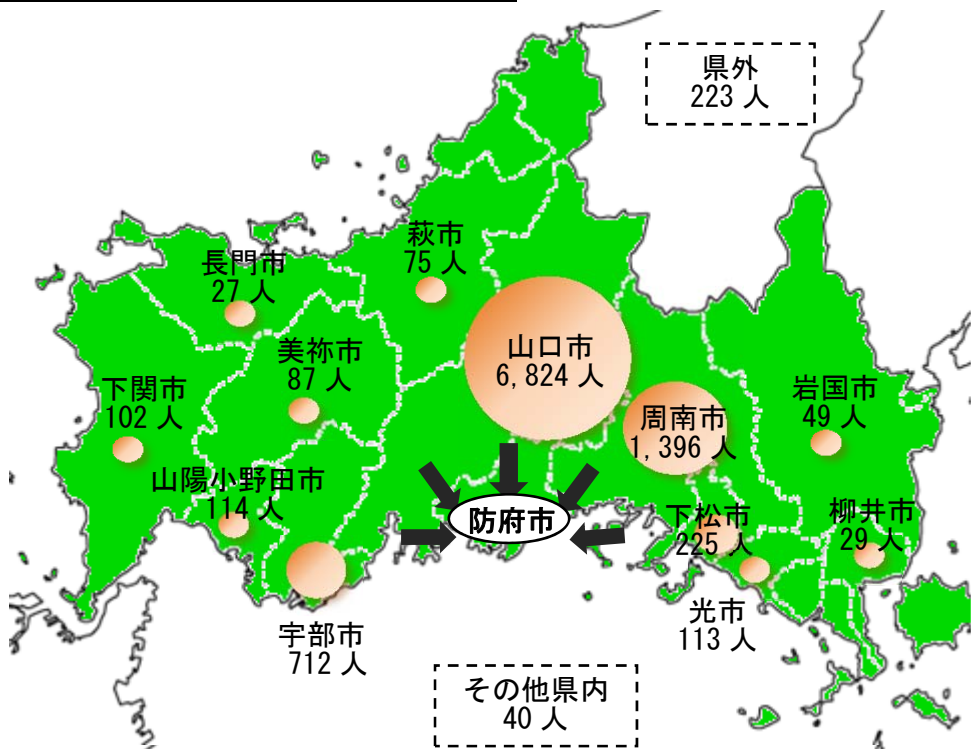 県外
223 人
萩市
75 人
長門市
27 人
山口市
6,824 人
美祢市
87 人
下関市
102 人
岩国市
49 人
周南市
1,396 人
山陽小野田市
114 人
防府市
下松市
225 人
柳井市
29 人
光市
113 人
宇部市
712 人
その他県内
40 人